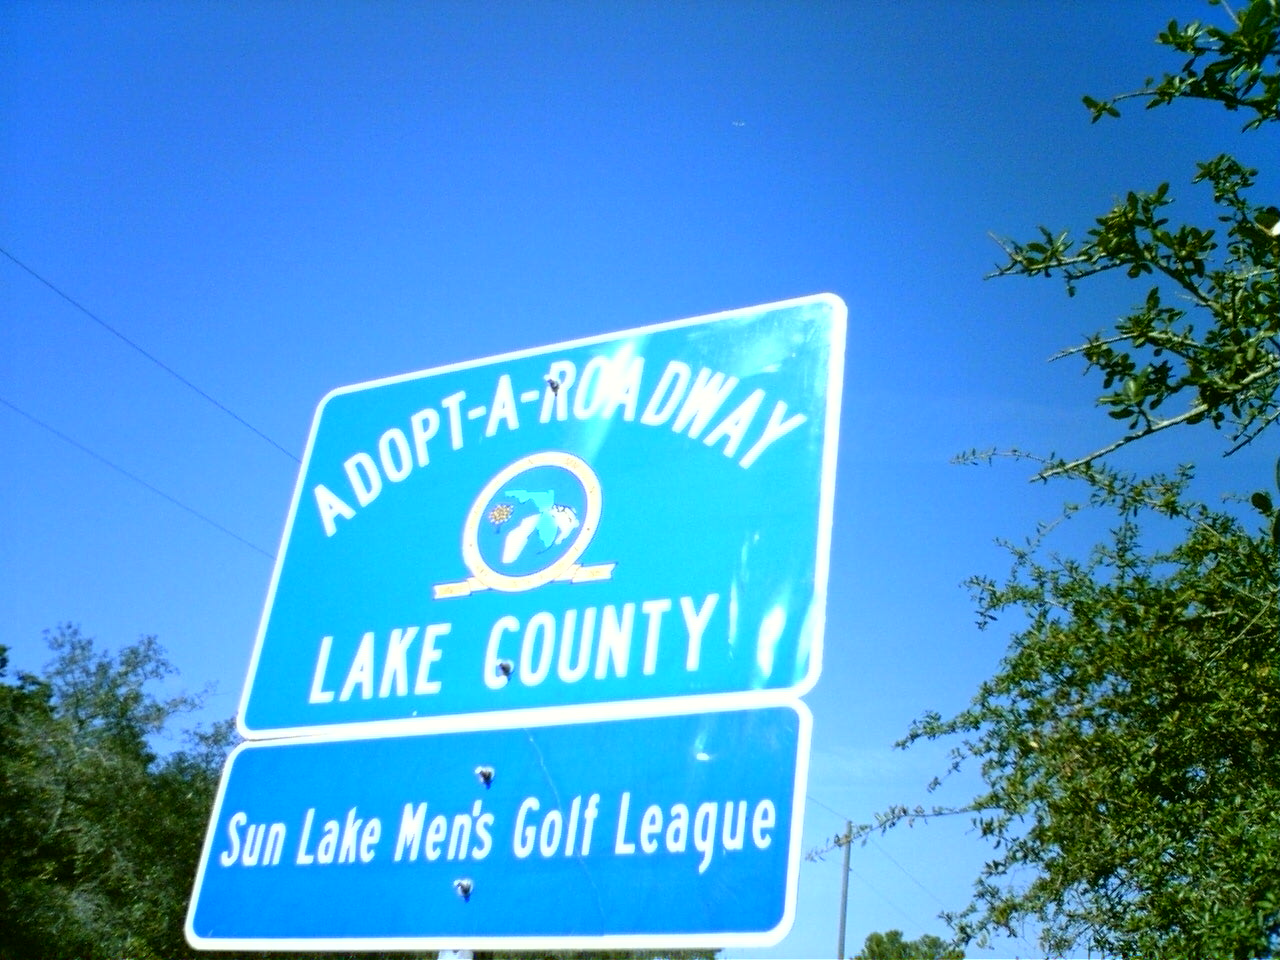 ADOPT-A-ROADWAY
LAKE COUNTY
Sun Lake Men's Golf League